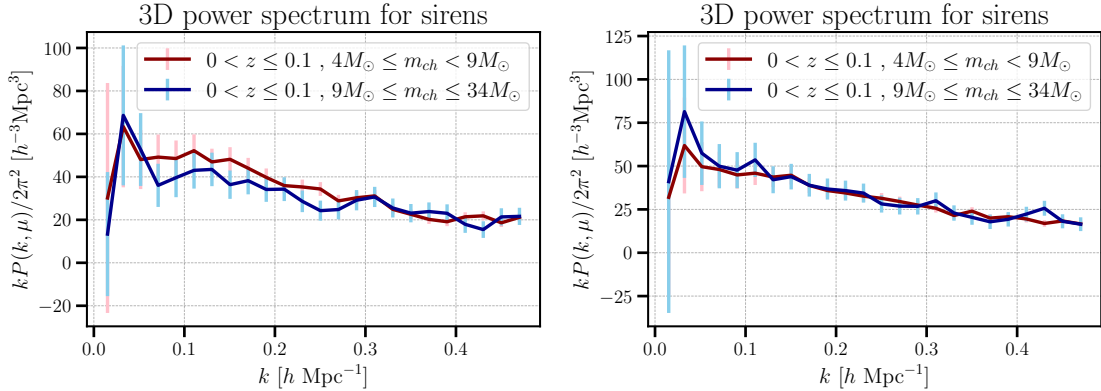 3D power spectrum for sirens
0 < z ≤ 0.1 , 4M⊙ ≤ m_ch < 9M⊙
0 < z ≤ 0.1 , 9M⊙ ≤ m_ch ≤ 34M⊙
kP(k, μ)/2π² [h⁻³Mpc³]
100
80
60
40
20
0
−20
0.0 0.1 0.2 0.3 0.4
k [h Mpc⁻¹]
3D power spectrum for sirens
0 < z ≤ 0.1 , 4M⊙ ≤ m_ch < 9M⊙
0 < z ≤ 0.1 , 9M⊙ ≤ m_ch ≤ 34M⊙
kP(k, μ)/2π² [h⁻³Mpc³]
125
100
75
50
25
0
−25
0.0 0.1 0.2 0.3 0.4
k [h Mpc⁻¹]